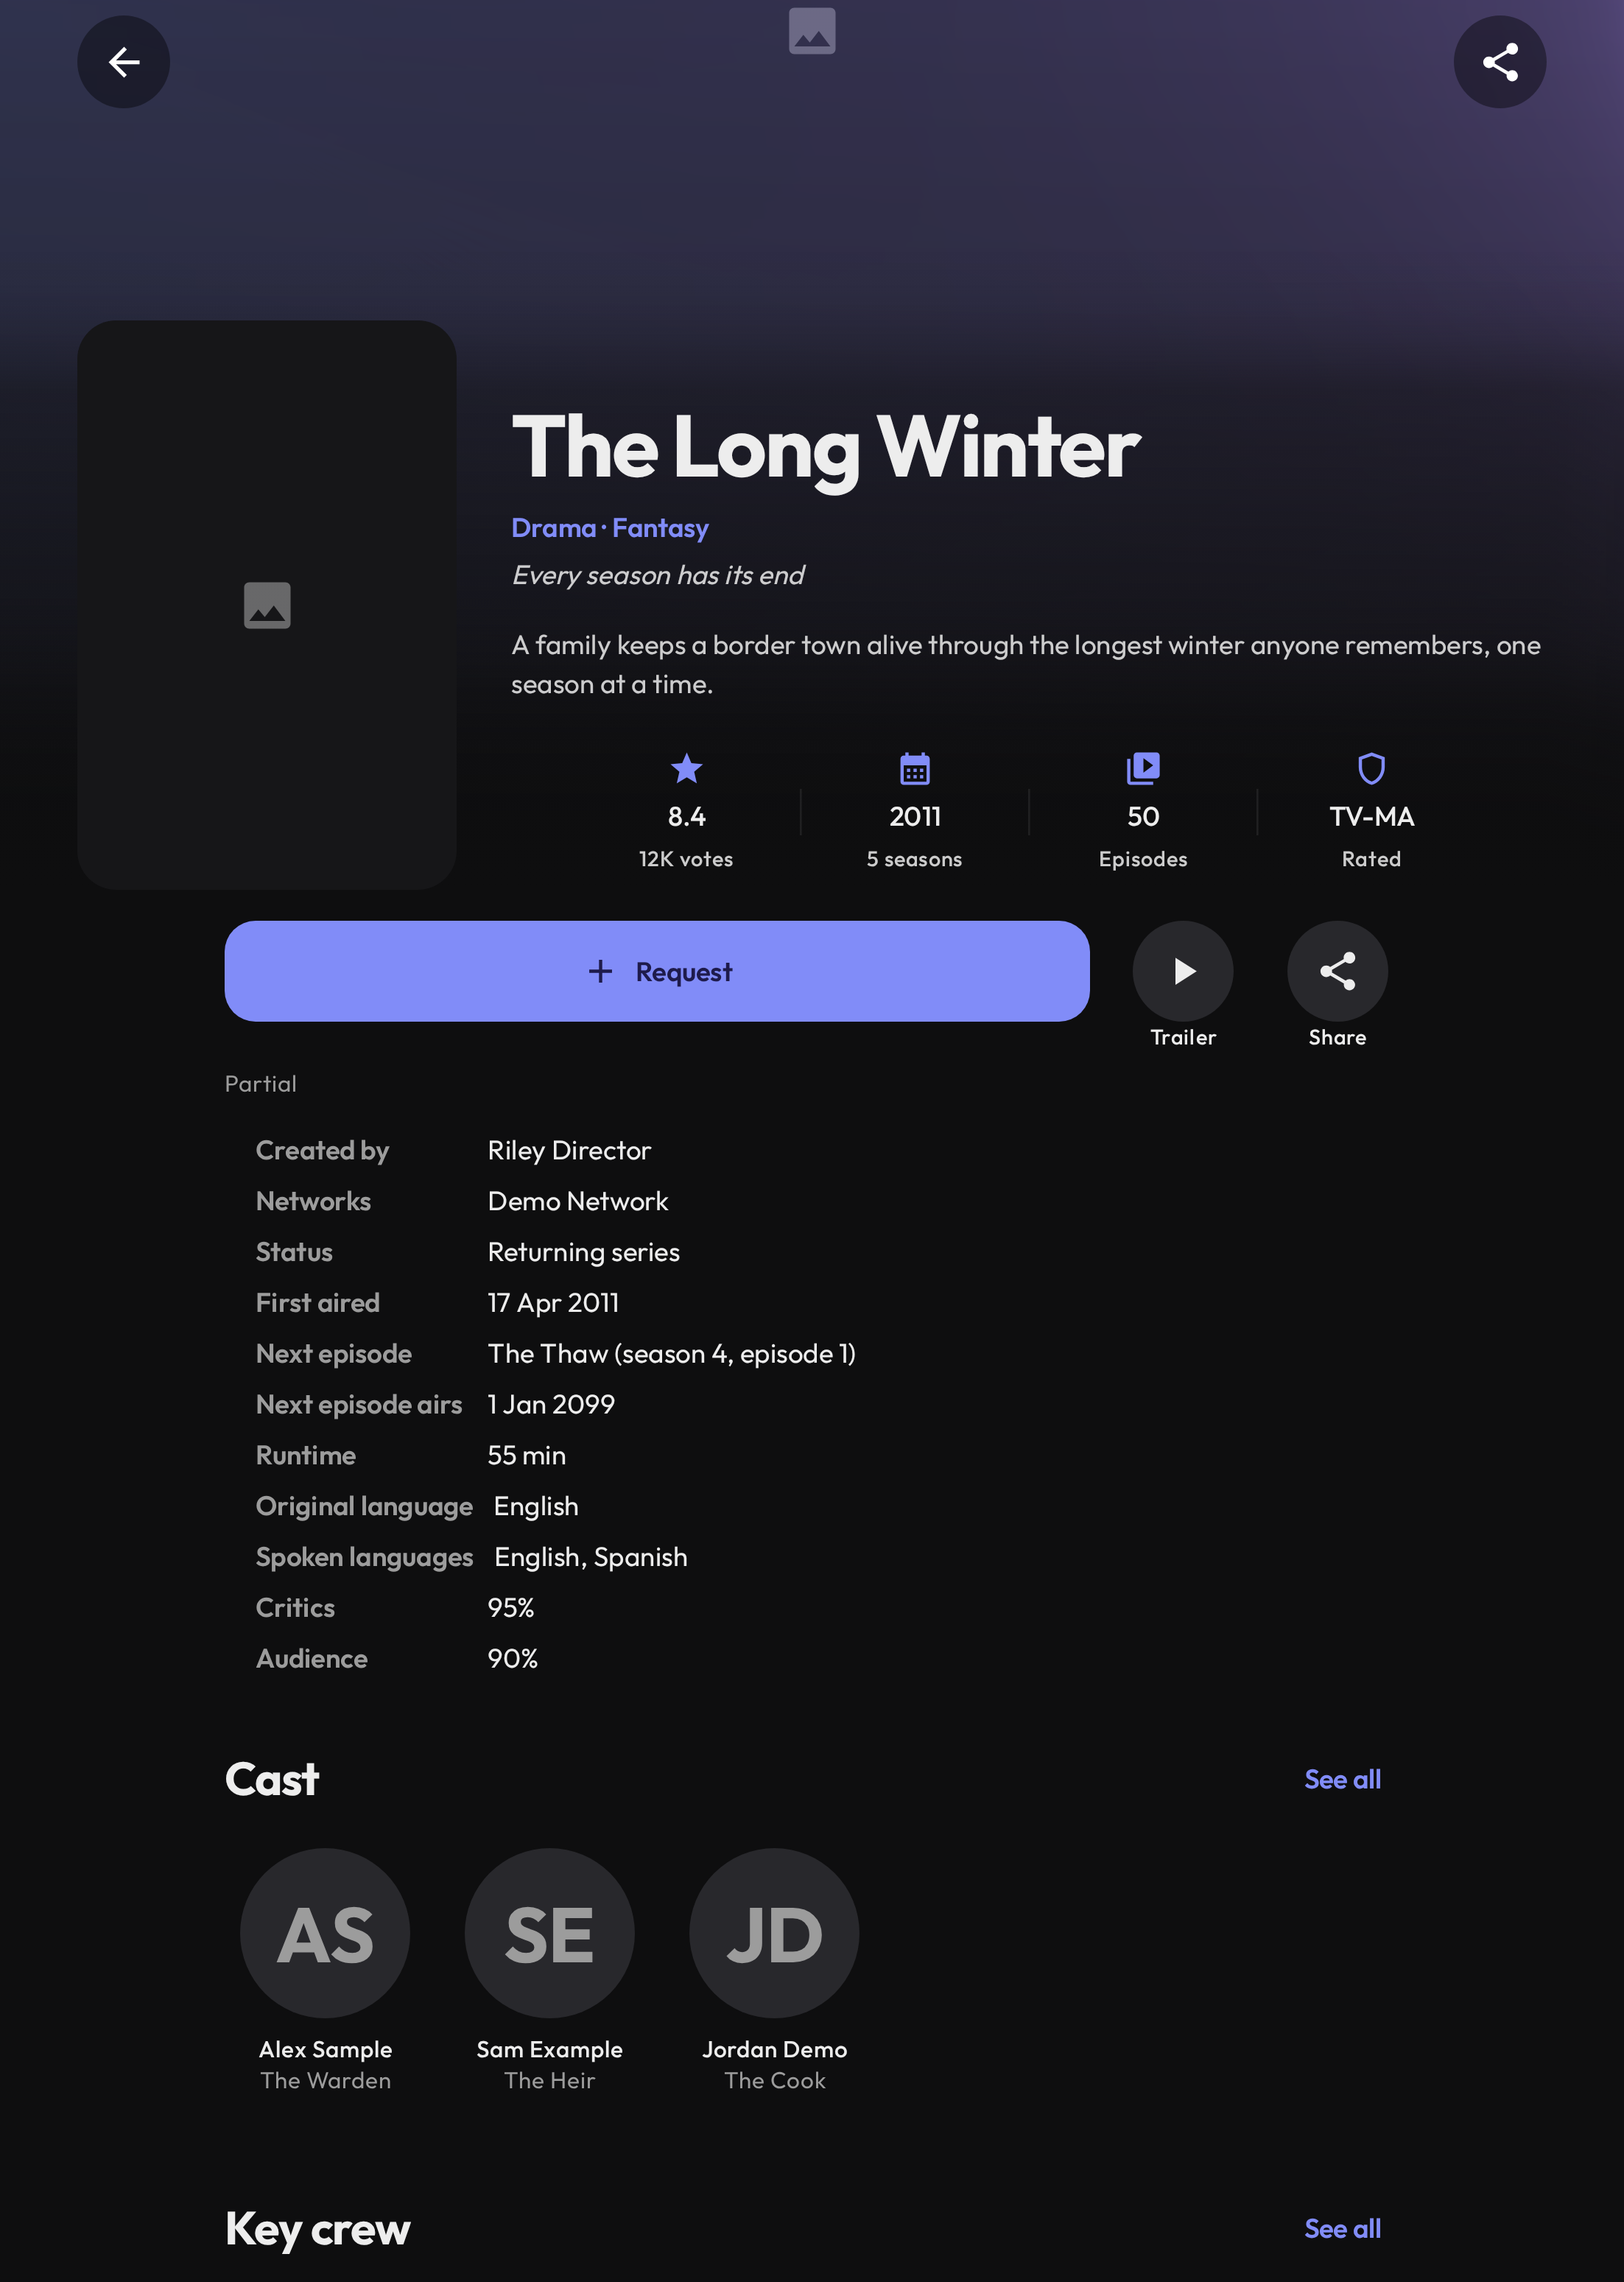 The Long Winter
Drama · Fantasy
Every season has its end
A family keeps a border town alive through the longest winter anyone remembers, one
season at a time.
8.4
2011
50
TV-MA
12K votes
5 seasons
Episodes
Rated
Request
Trailer
Share
Partial
Created by Riley Director
Networks Demo Network
Status Returning series
First aired 17 Apr 2011
Next episode The Thaw (season 4, episode 1)
Next episode airs 1 Jan 2099
Runtime 55 min
Original language English
Spoken languages English, Spanish
Critics 95%
Audience 90%
Cast
See all
AS
SE
JD
Alex Sample
Sam Example
Jordan Demo
The Warden
The Heir
The Cook
Key crew
See all